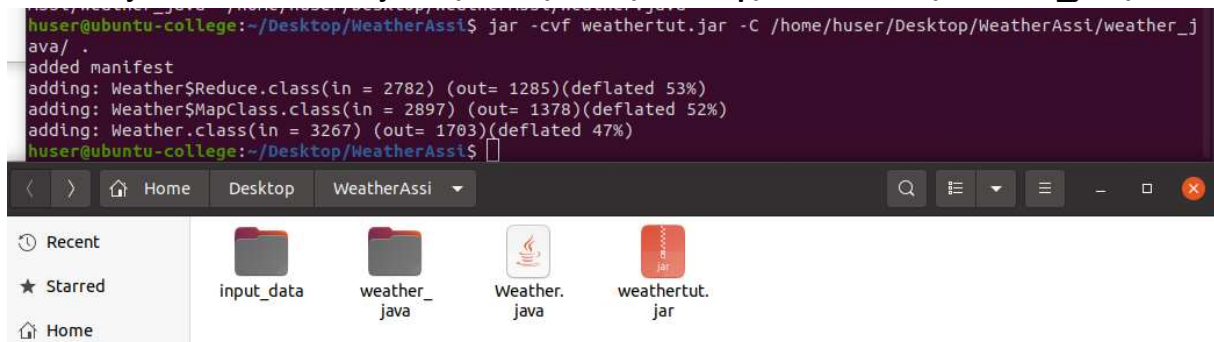 huser@ubuntu-college:~/Desktop/WeatherAssi$ jar -cvf weathertut.jar -C /home/huser/Desktop/WeatherAssi/weather_j
ava/ .
added manifest
adding: Weather$Reduce.class(in = 2782) (out= 1285)(deflated 53%)
adding: Weather$MapClass.class(in = 2897) (out= 1378)(deflated 52%)
adding: Weather.class(in = 3267) (out= 1703)(deflated 47%)
huser@ubuntu-college:~/Desktop/WeatherAssi$
Home Desktop WeatherAssi
Recent
Starred
Home
input_data
weather_
java
Weather.
java
weathertut.
jar
jar